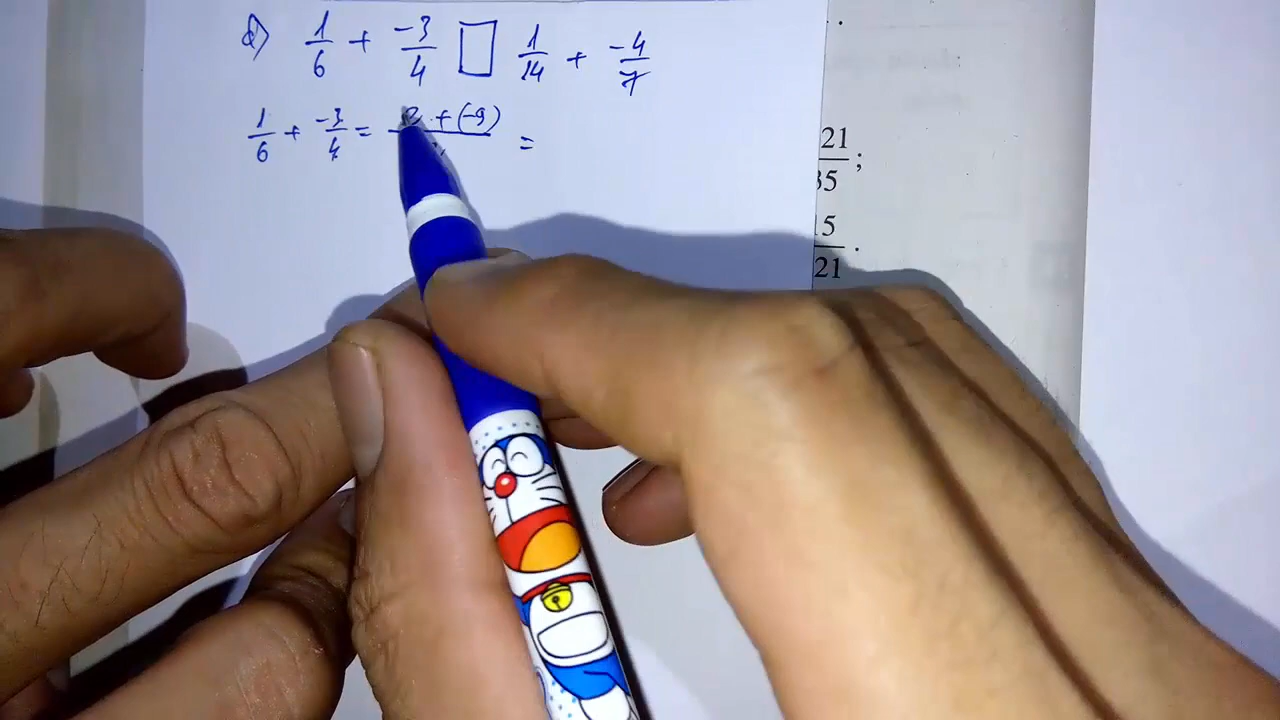 d) 1/6 + -3/4 □ 1/14 + -4/7
1/6 + -3/4 = + (-9) =
21
35 ;
15
21 .